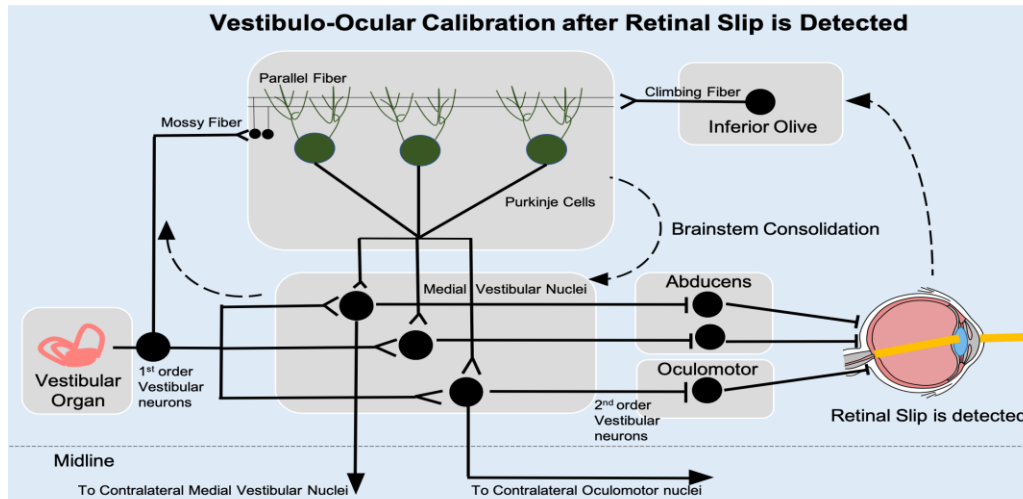 Vestibulo-Ocular Calibration after Retinal Slip is Detected
Parallel Fiber
Climbing Fiber
Mossy Fiber
Inferior Olive
Purkinje Cells
Brainstem Consolidation
Medial Vestibular Nuclei
Abducens
Vestibular
Organ
1st order
Vestibular
neurons
Oculomotor
2nd order
Vestibular
neurons
Retinal Slip is detected
Midline
To Contralateral Medial Vestibular Nuclei
To Contralateral Oculomotor nuclei